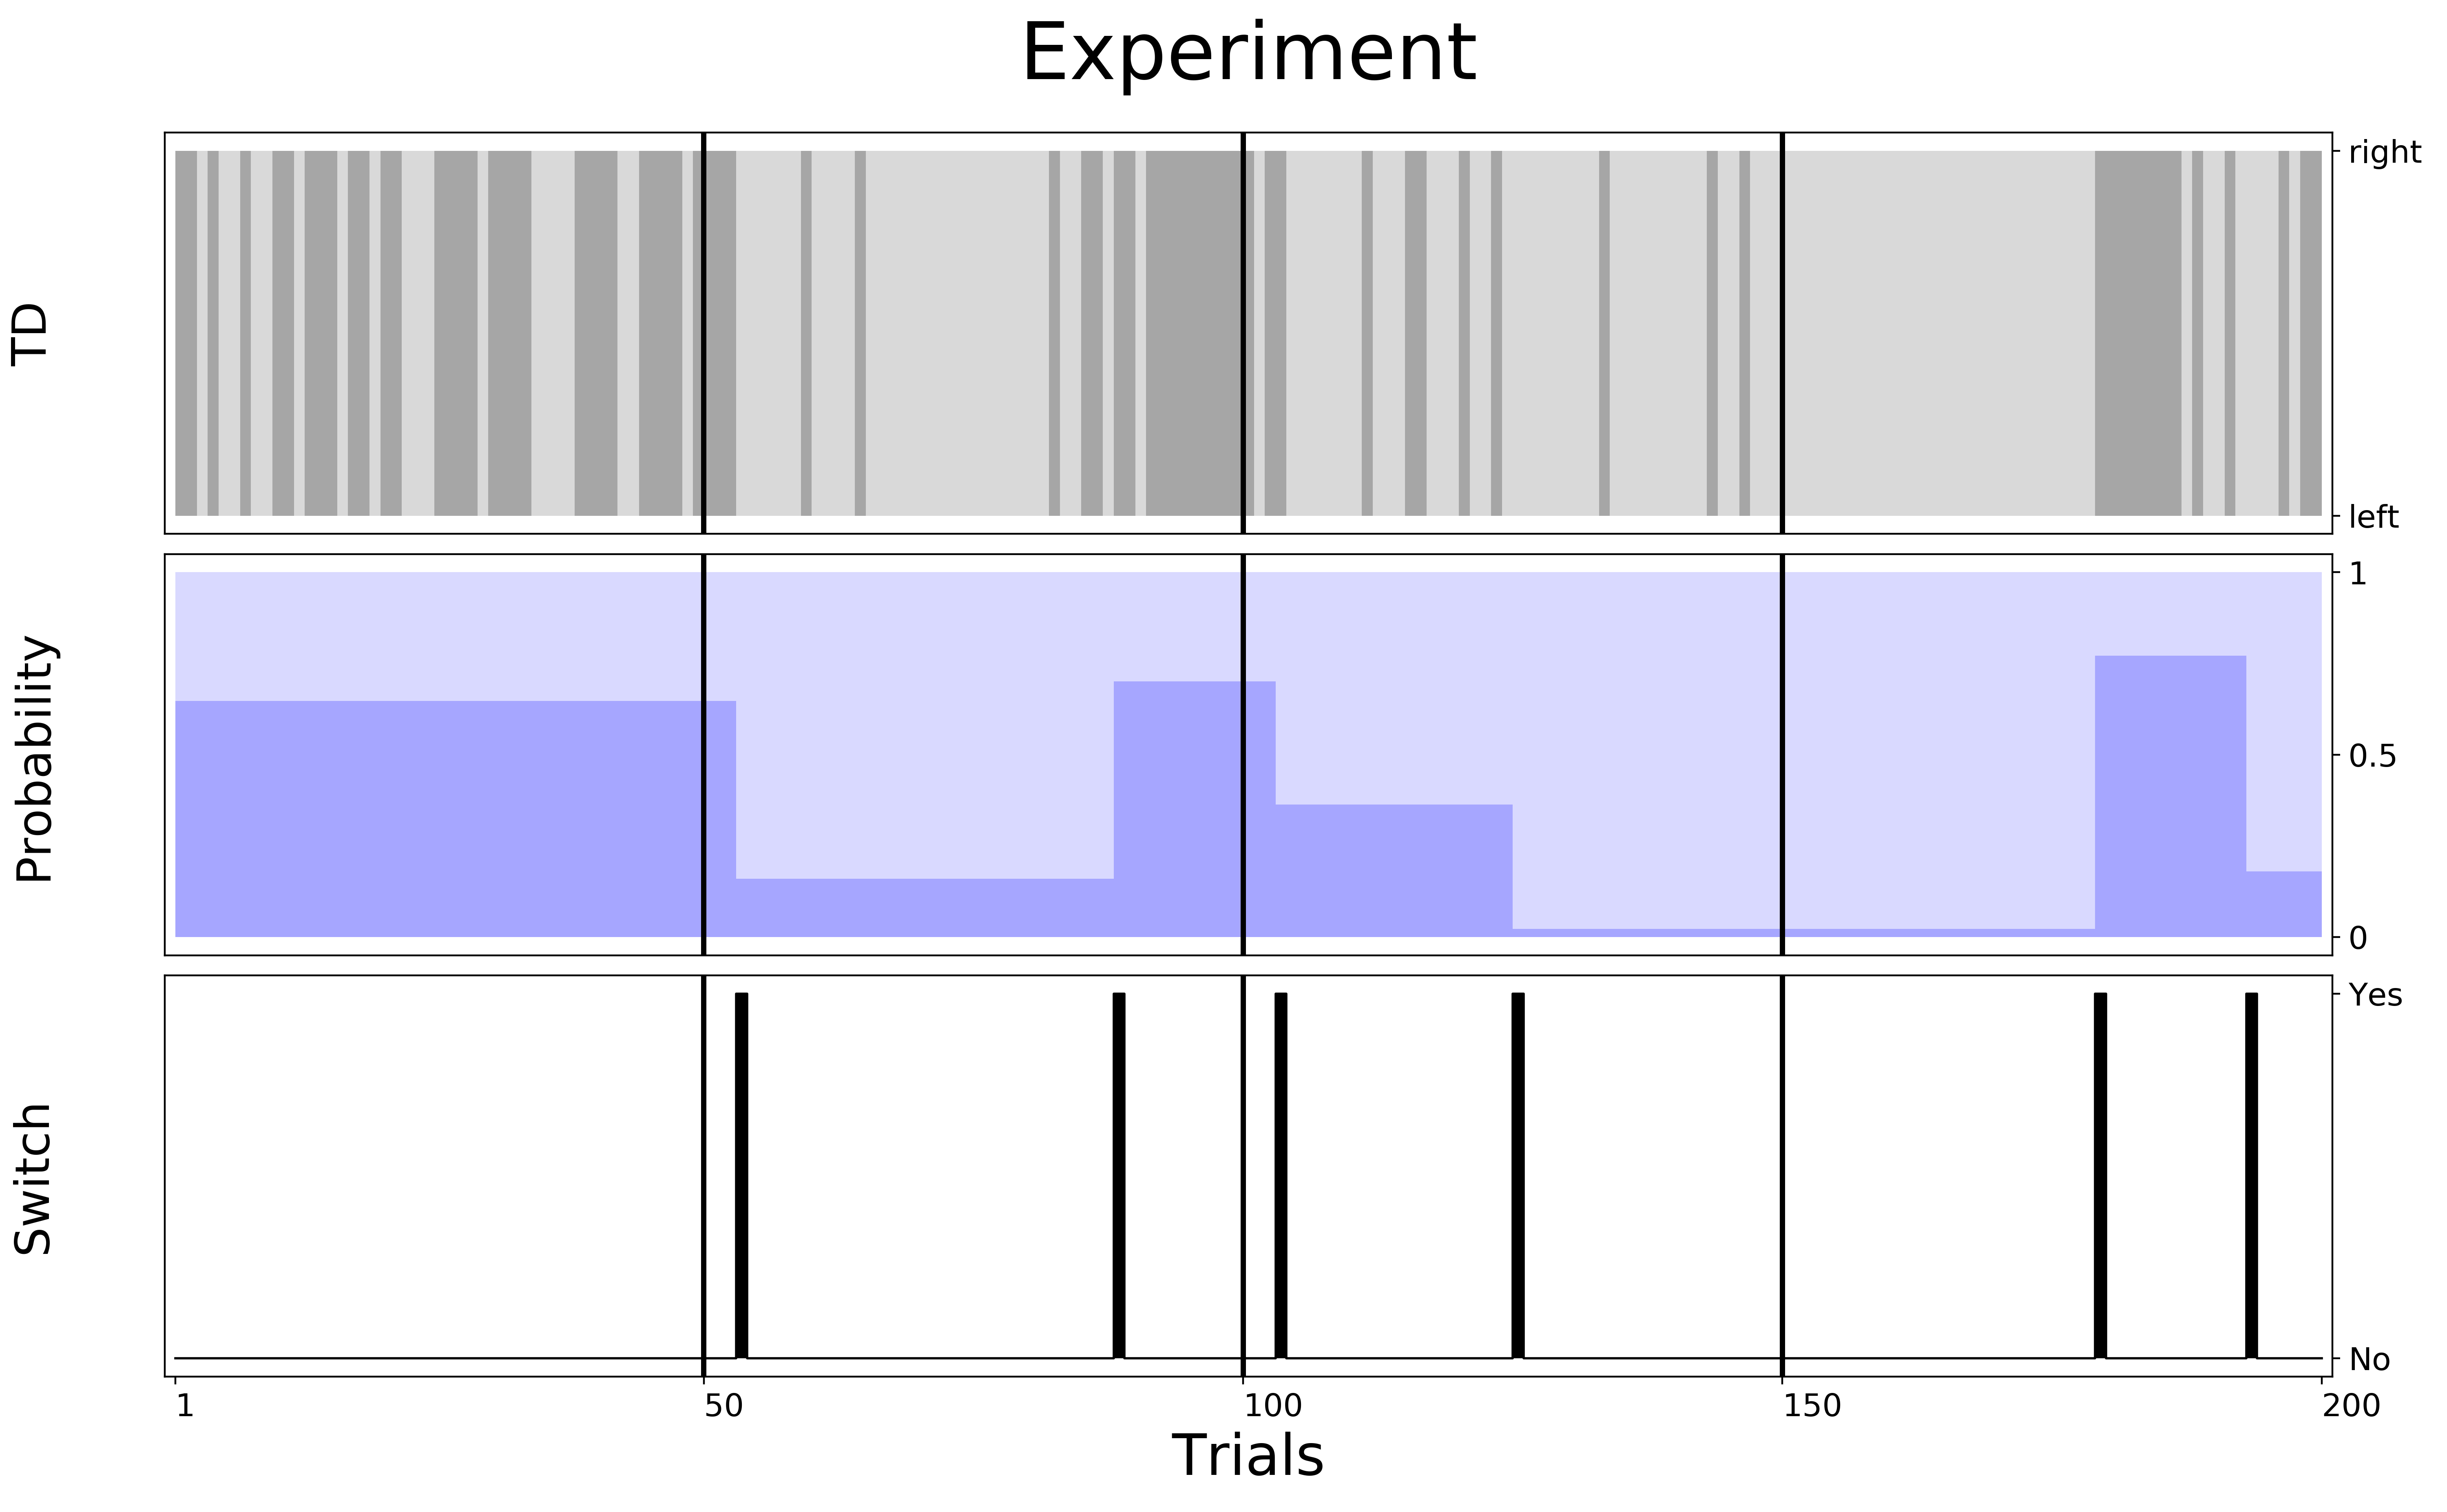 Experiment
TD
right
left
Probability
1
0.5
0
Switch
Yes
No
1 50 100 150 200
Trials